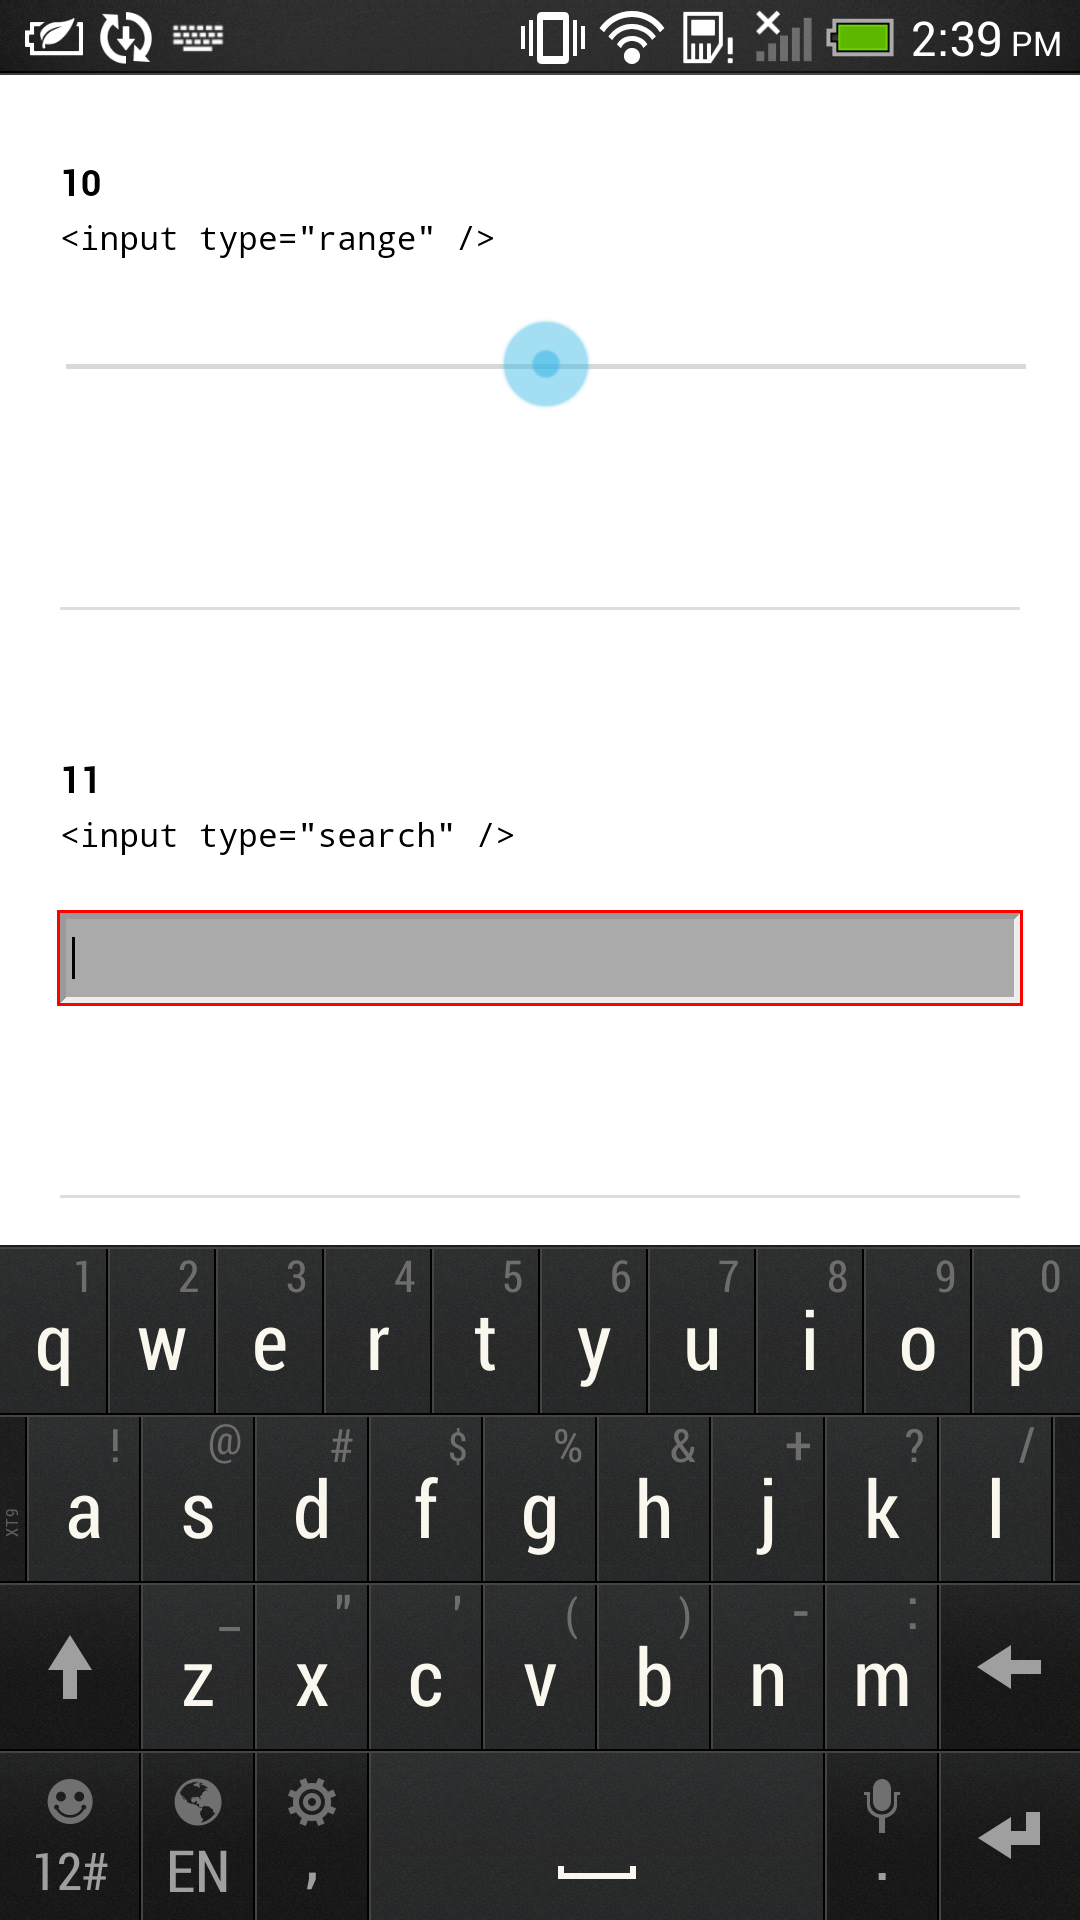 2:39 PM
10
<input type="range" />
11
<input type="search" />
1 2 3 4 5 6 7 8 9 0
q w e r t y u i o p
! @ # $ % & + ? /
XT9 a s d f g h j k l
_ " ' ( ) - :
z x c v b n m
12# EN , .